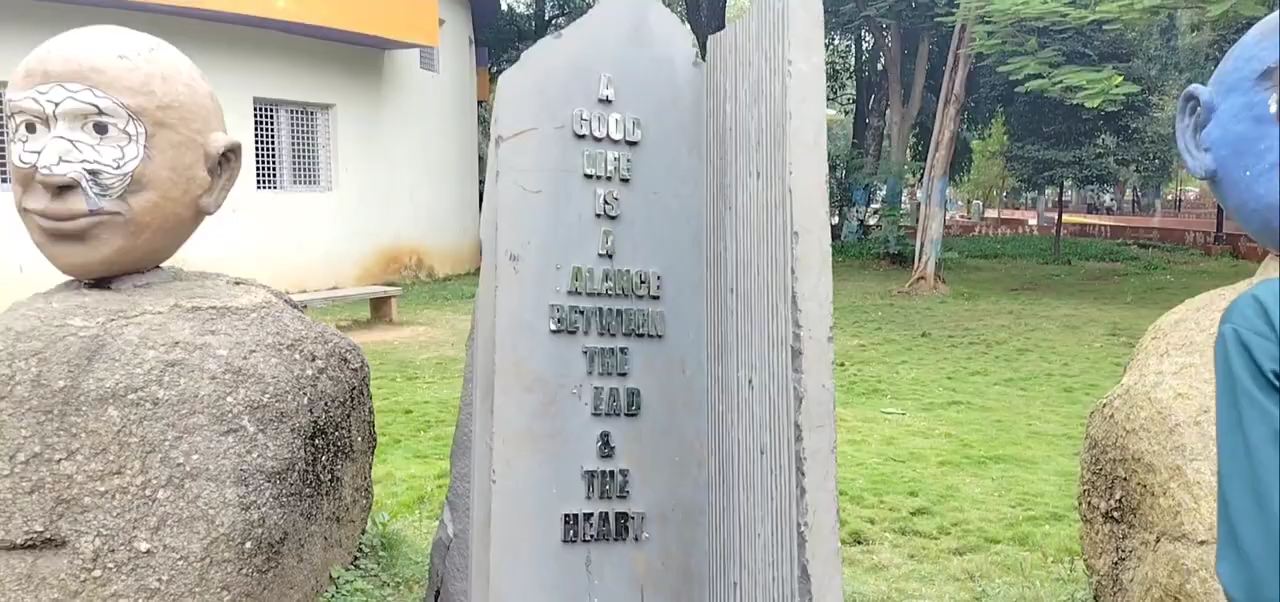 A
GOOD
LIFE
IS
A
ALANCE
BETWEEN
THE
EAD
&
THE
HEART